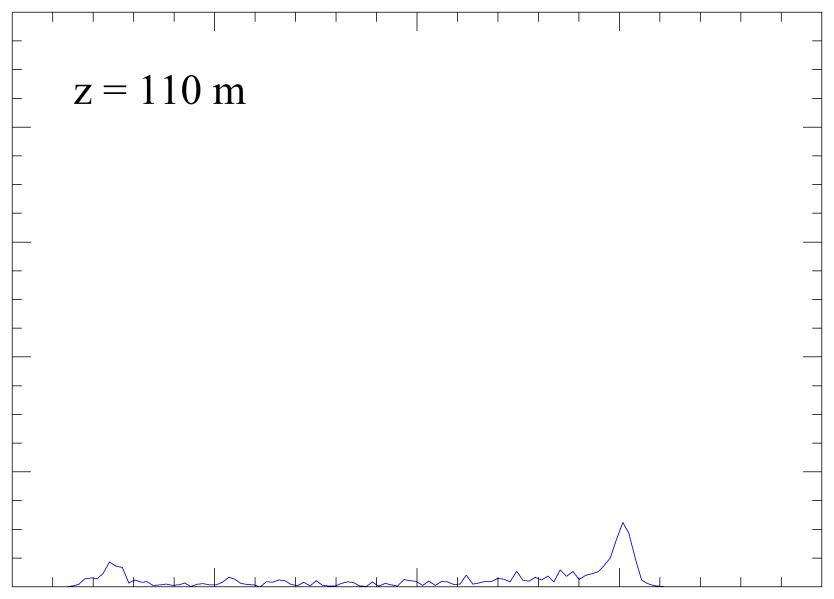 z = 110 m